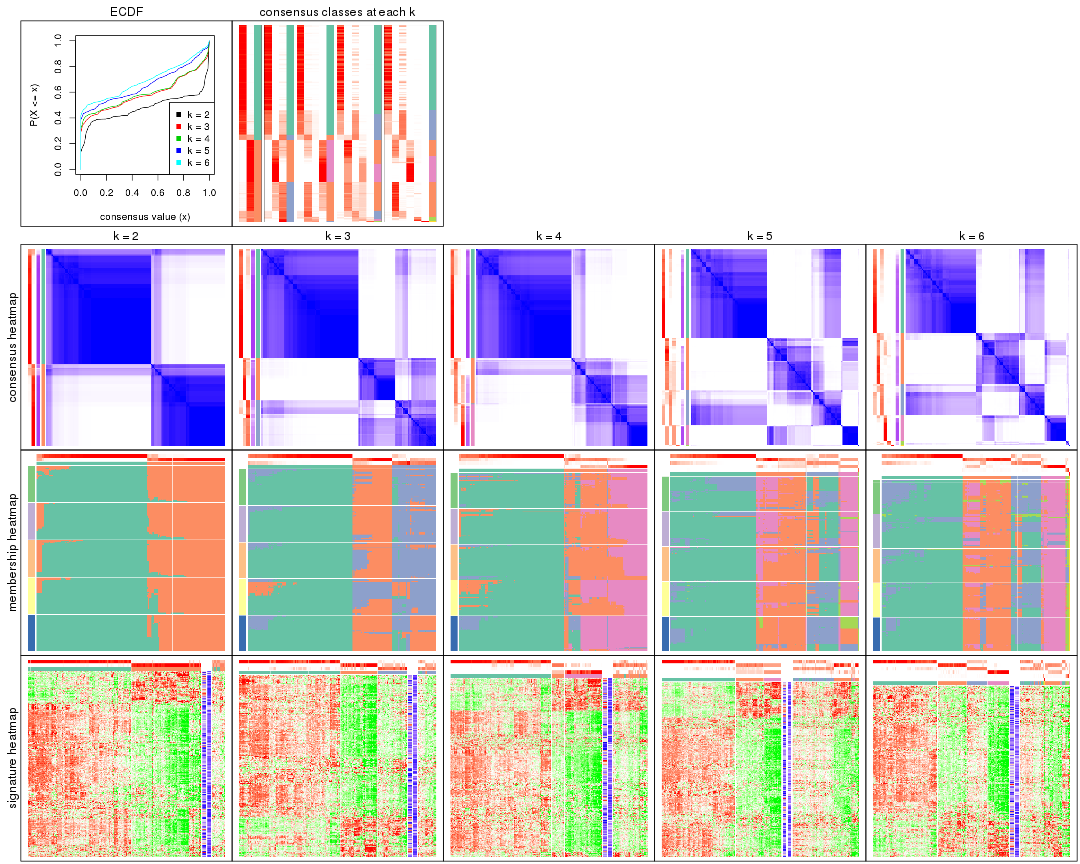 ECDF
consensus classes at each k
P(X <= x)
0.0 0.2 0.4 0.6 0.8 1.0
k = 2
k = 3
k = 4
k = 5
k = 6
0.0 0.2 0.4 0.6 0.8 1.0
consensus value (x)
k = 2
k = 3
k = 4
k = 5
k = 6
consensus heatmap
membership heatmap
signature heatmap